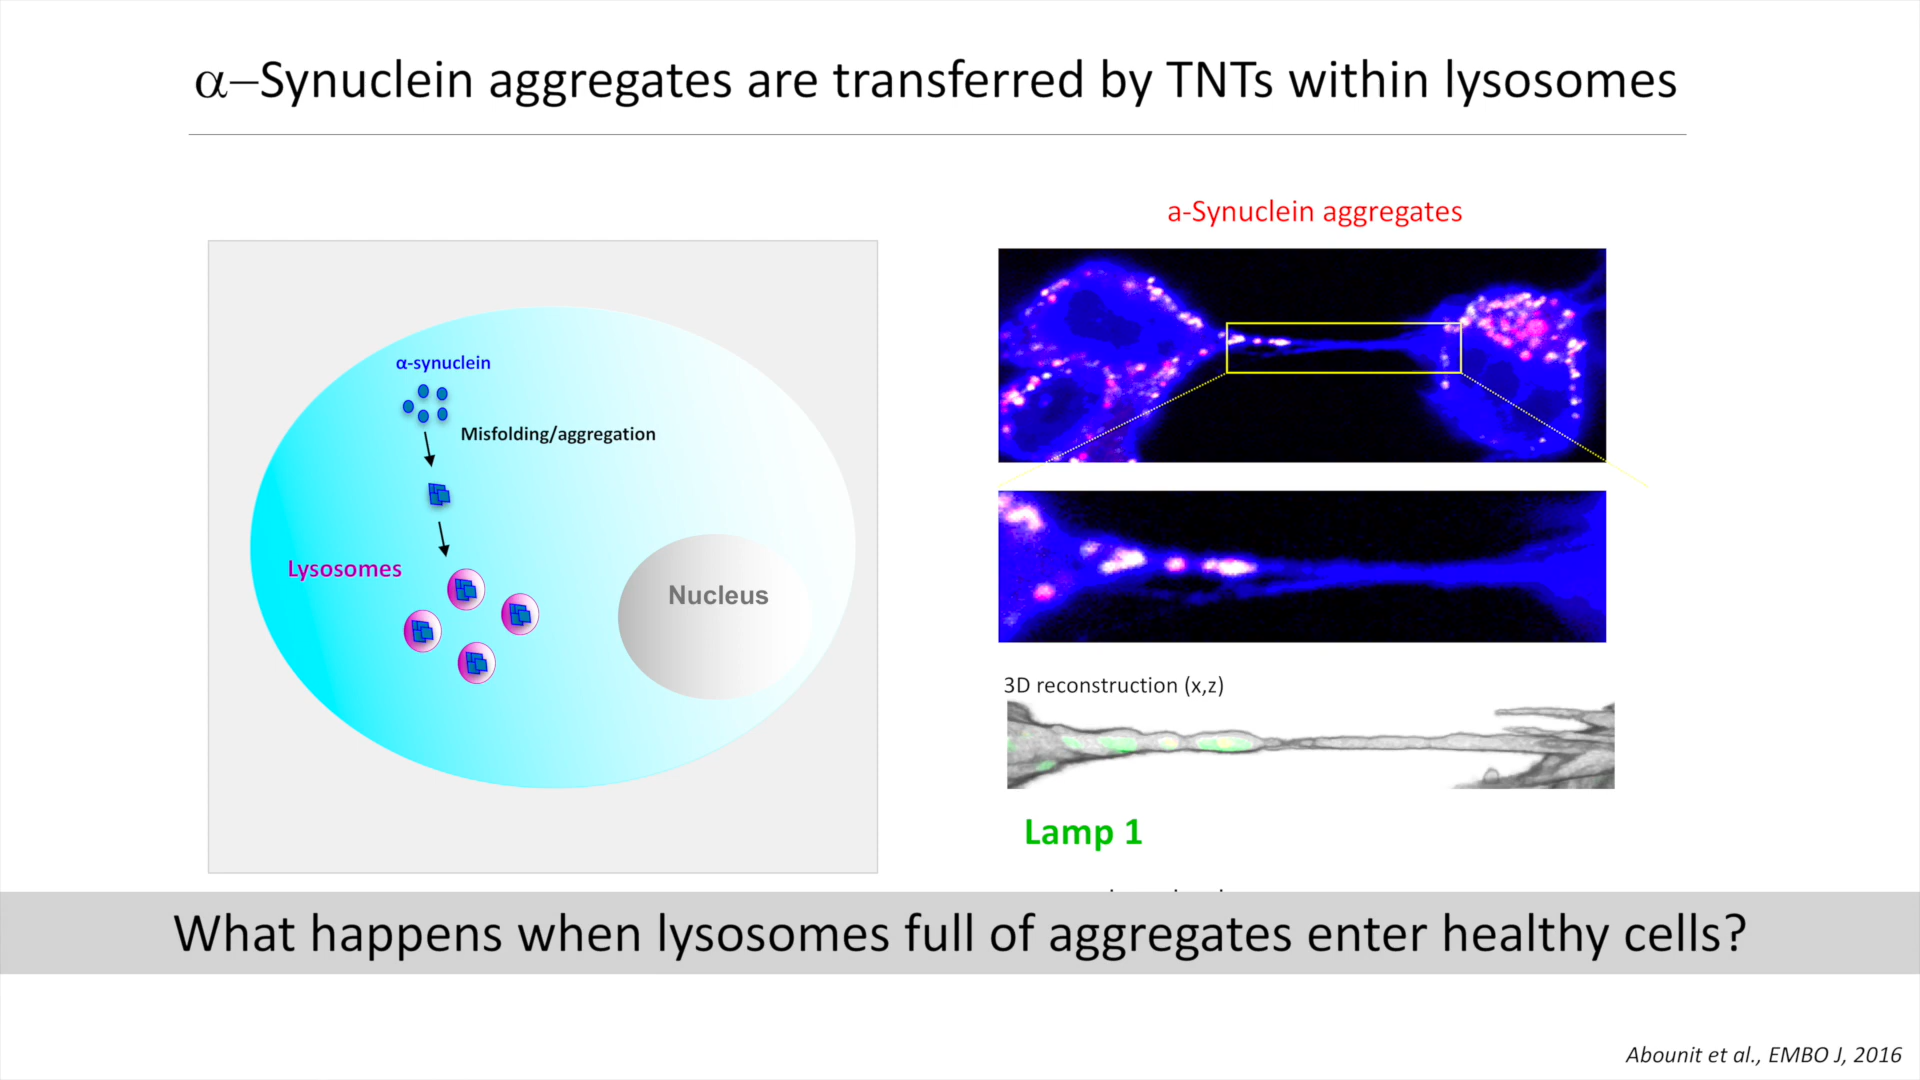 α–Synuclein aggregates are transferred by TNTs within lysosomes
a-Synuclein aggregates
α-synuclein
Misfolding/aggregation
Lysosomes
Nucleus
3D reconstruction (x,z)
Lamp 1
What happens when lysosomes full of aggregates enter healthy cells?
Abounit et al., EMBO J, 2016